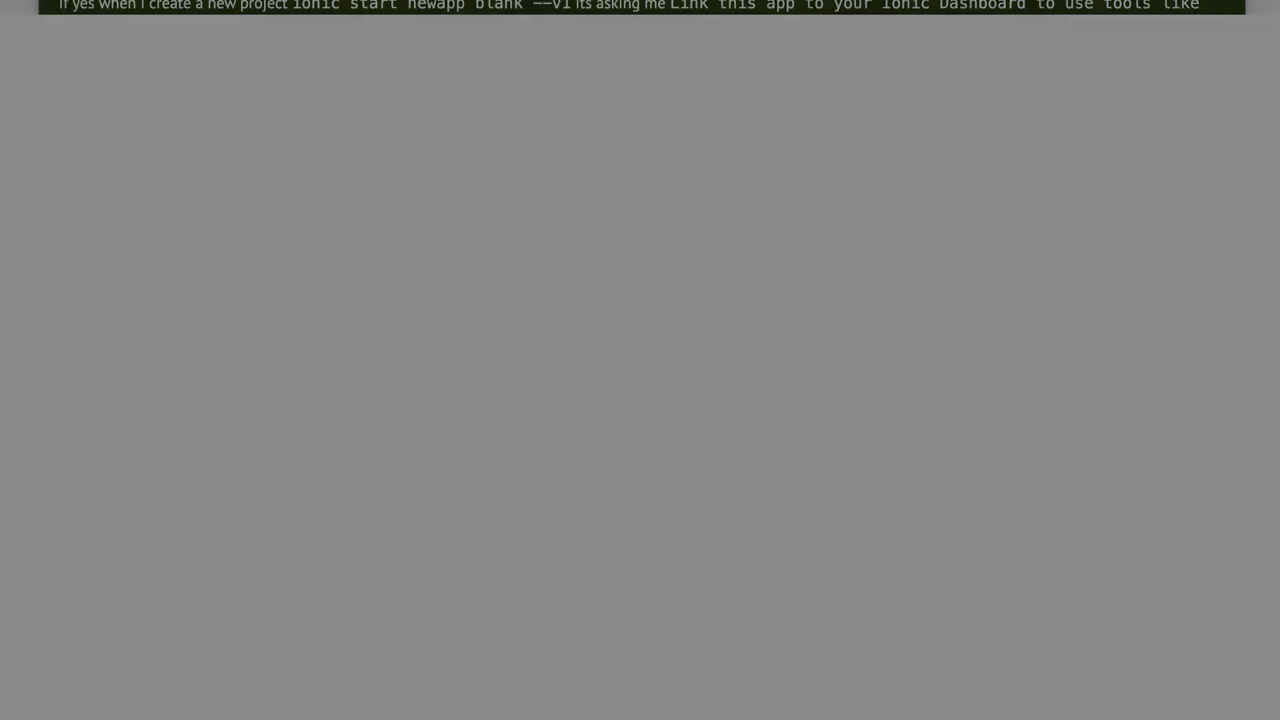 If yes when I create a new project ionic start newapp blank --v1 its asking me Link this app to your Ionic Dashboard to use tools like